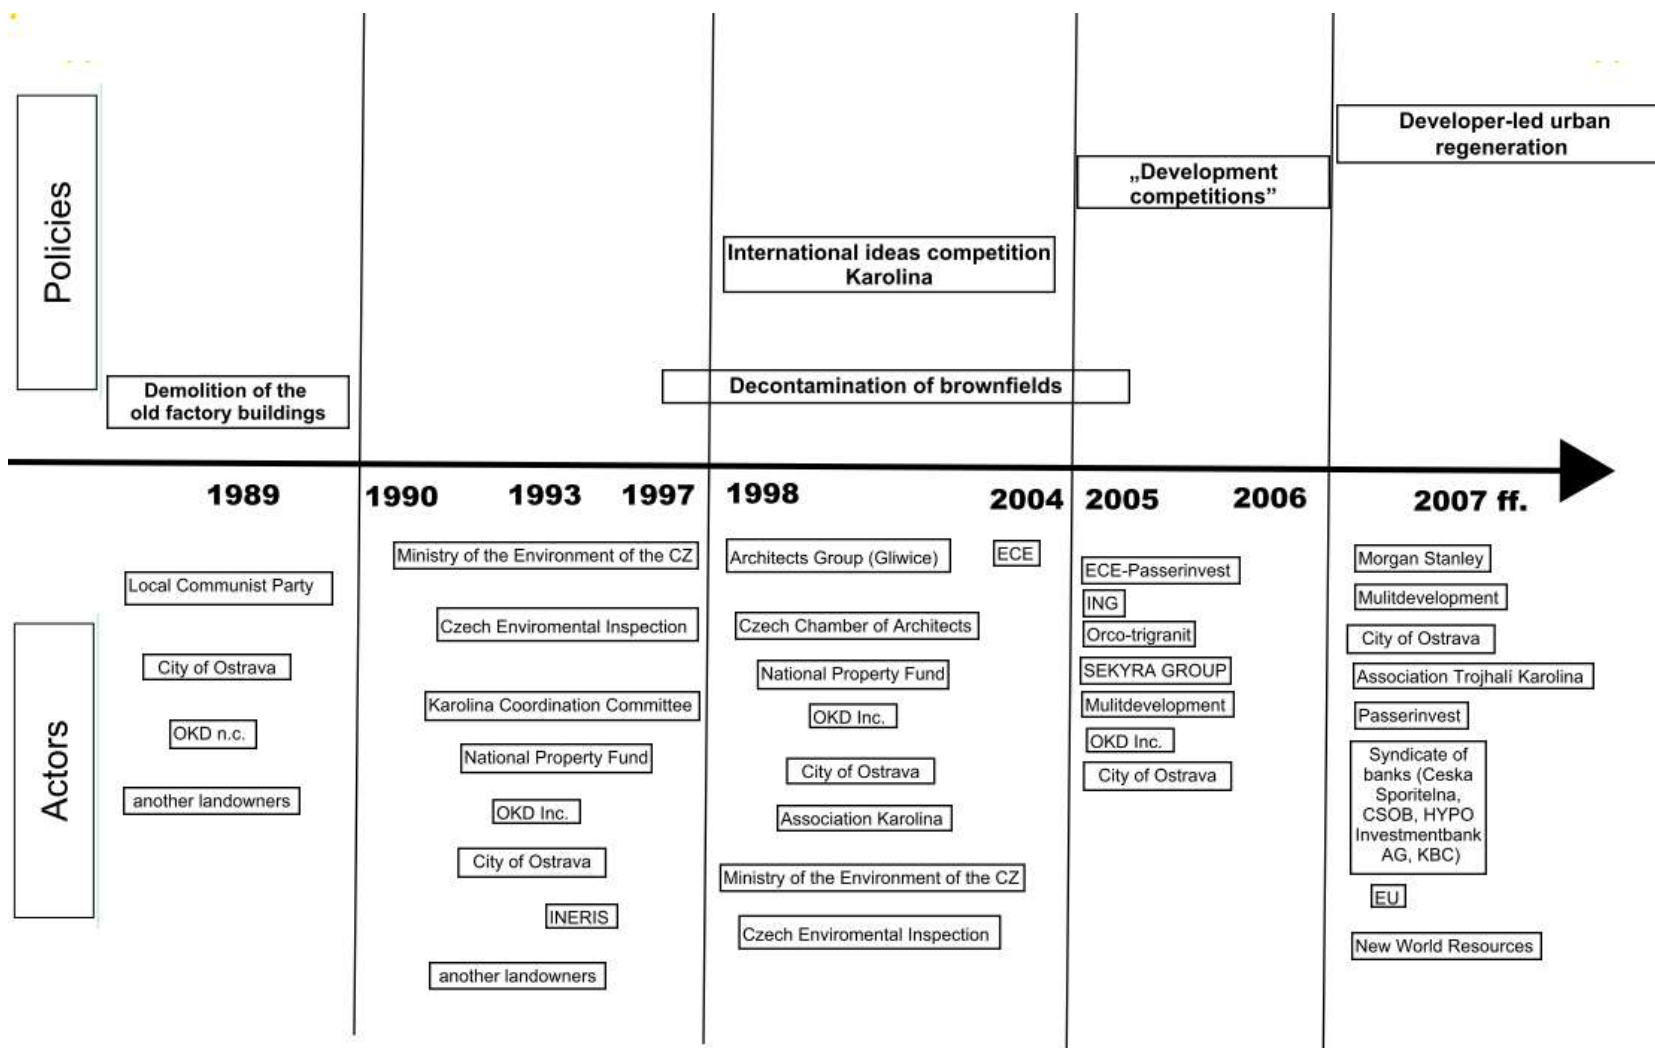 Policies
Developer-led urban
regeneration
„Development
competitions”
International ideas competition
Karolina
Demolition of the
old factory buildings
Decontamination of brownfields
1989
1990
1993
1997
1998
2004
2005
2006
2007 ff.
Actors
Local Communist Party
City of Ostrava
OKD n.c.
another landowners
Ministry of the Environment of the CZ
Czech Enviromental Inspection
Karolina Coordination Committee
National Property Fund
OKD Inc.
City of Ostrava
INERIS
another landowners
Architects Group (Gliwice)
ECE
Czech Chamber of Architects
National Property Fund
OKD Inc.
City of Ostrava
Association Karolina
Ministry of the Environment of the CZ
Czech Enviromental Inspection
ECE-Passerinvest
ING
Orco-trigranit
SEKYRA GROUP
Mulitdevelopment
OKD Inc.
City of Ostrava
Morgan Stanley
Mulitdevelopment
City of Ostrava
Association Trojhalí Karolina
Passerinvest
Syndicate of
banks (Ceska
Sporitelna,
CSOB, HYPO
Investmentbank
AG, KBC)
EU
New World Resources